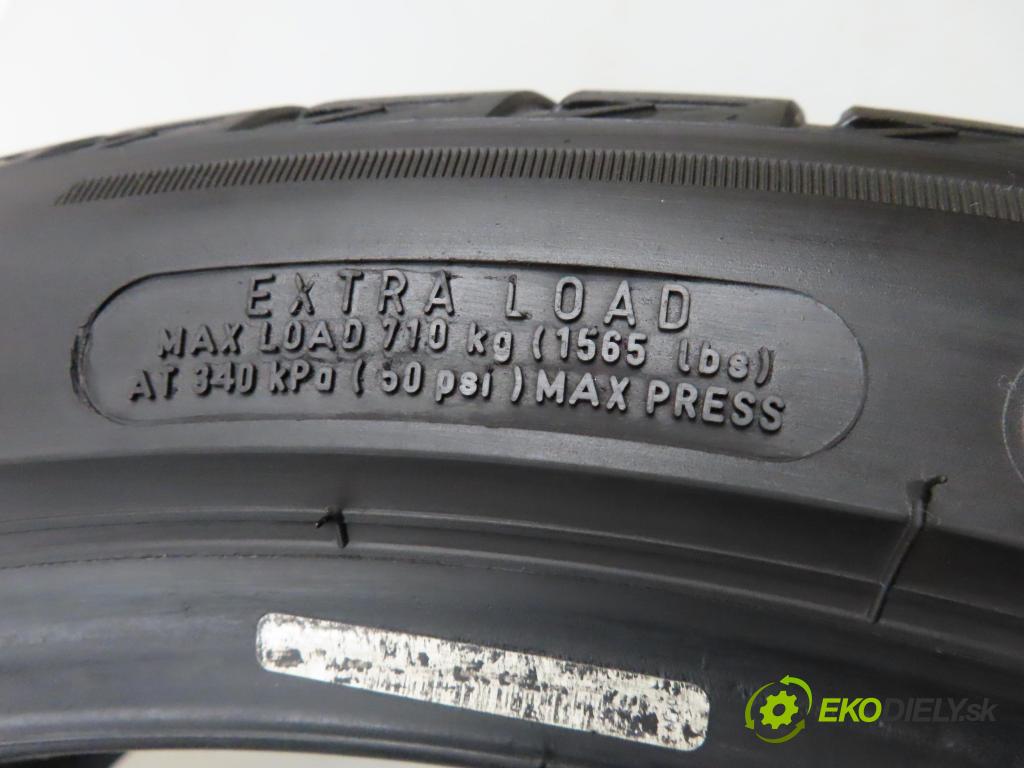 EXTRA LOAD
MAX LOAD 710 kg (1565 lbs)
AT 340 kPa (50 psi) MAX PRESS
EKODIELY.sk